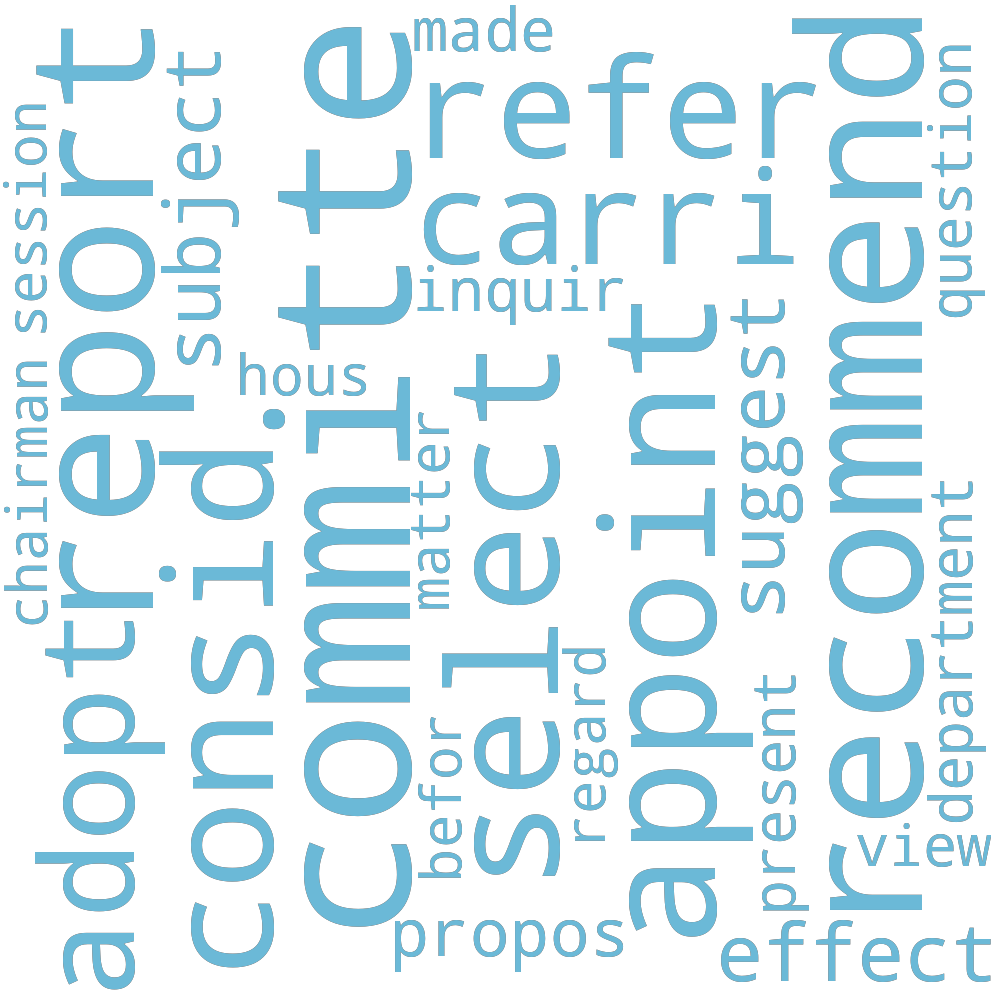 made
refer
carri
inquir
hous
propos
effect
view
session
chairman
report
adopt
subject
consid
committe
matter
befor
select
regard
appoint
suggest
present
recommend
question
department